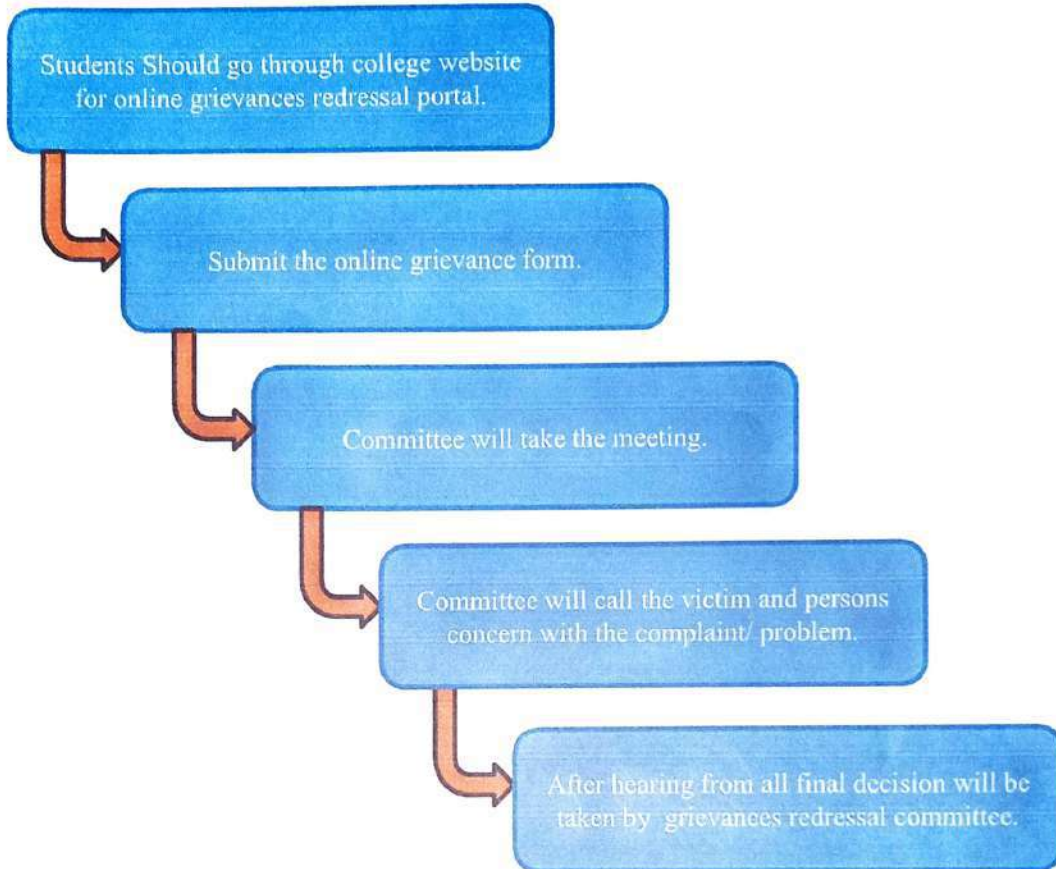 Students Should go through college website
for online grievances redressal portal.
Submit the online grievance form.
Committee will take the meeting.
Committee will call the victim and persons
concern with the complaint/ problem.
After hearing from all final decision will be
taken by grievances redressal committee.